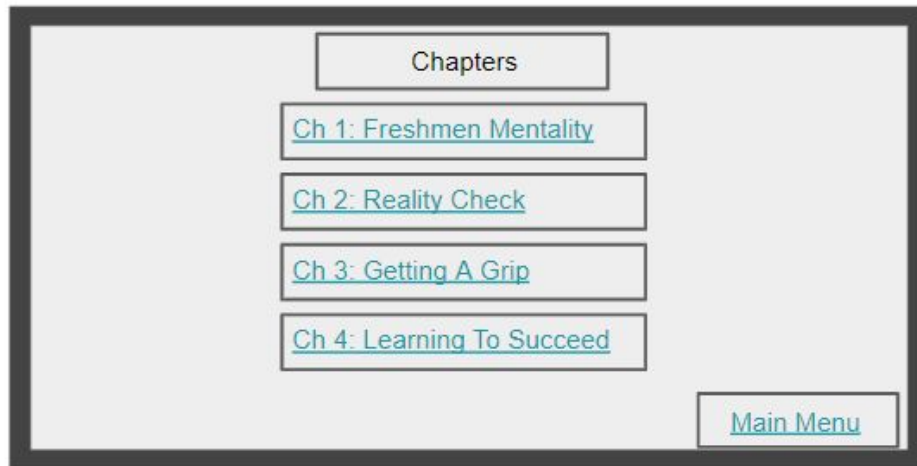 Chapters
Ch 1: Freshmen Mentality
Ch 2: Reality Check
Ch 3: Getting A Grip
Ch 4: Learning To Succeed
Main Menu